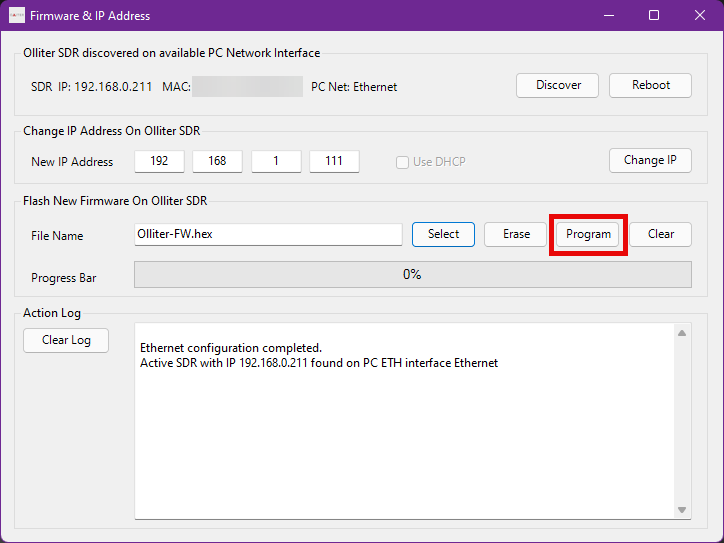 Firmware & IP Address
Olliter SDR discovered on available PC Network Interface
SDR IP: 192.168.0.211 MAC: PC Net: Ethernet
Discover
Reboot
Change IP Address On Olliter SDR
New IP Address
192
168
1
111
Use DHCP
Change IP
Flash New Firmware On Olliter SDR
File Name
Olliter-FW.hex
Select
Erase
Program
Clear
Progress Bar
0%
Action Log
Clear Log
Ethernet configuration completed.
Active SDR with IP 192.168.0.211 found on PC ETH interface Ethernet